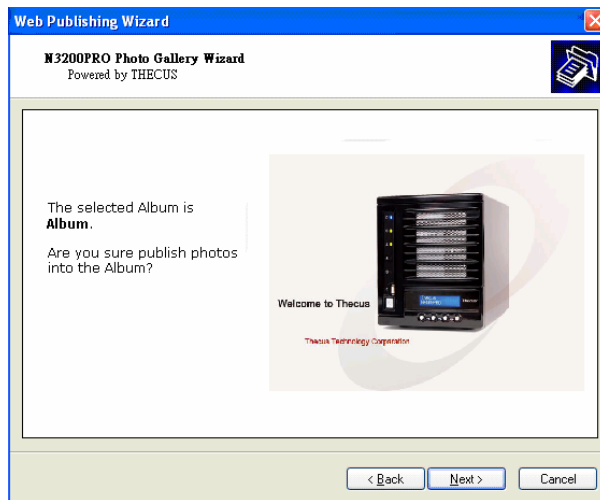 Web Publishing Wizard
N3200PRO Photo Gallery Wizard
Powered by THECUS
The selected Album is
Album.
Are you sure publish photos
into the Album?
Welcome to Thecus
Thecus Technology Corporation
< Back
Next >
Cancel